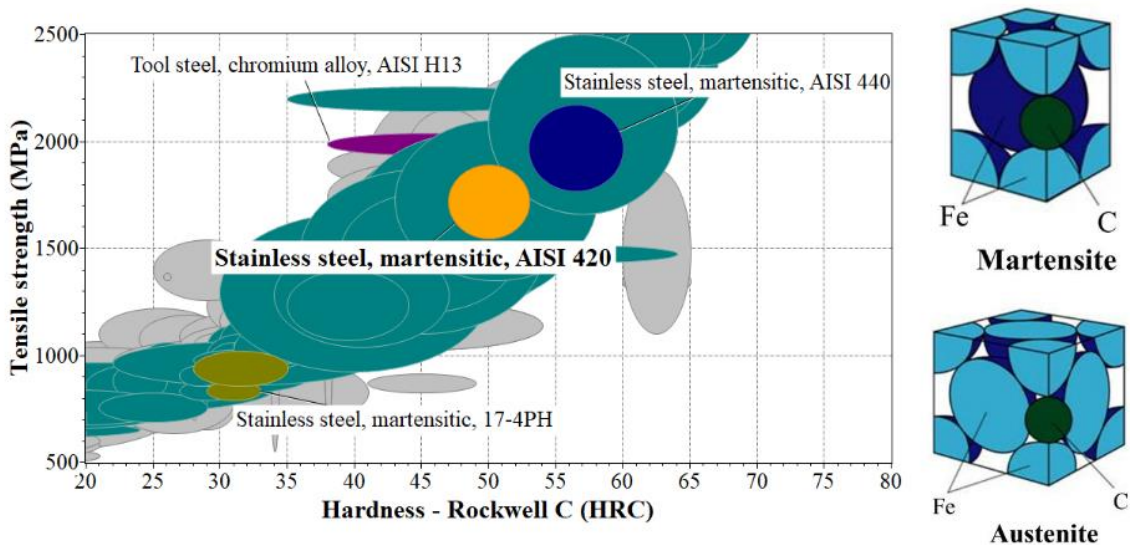 Tensile strength (MPa)
2500
2000
1500
1000
500
Tool steel, chromium alloy, AISI H13
Stainless steel, martensitic, AISI 440
Stainless steel, martensitic, AISI 420
Stainless steel, martensitic, 17-4PH
20 25 30 35 40 45 50 55 60 65 70 75 80
Hardness - Rockwell C (HRC)
Fe
C
Martensite
Fe
C
Austenite